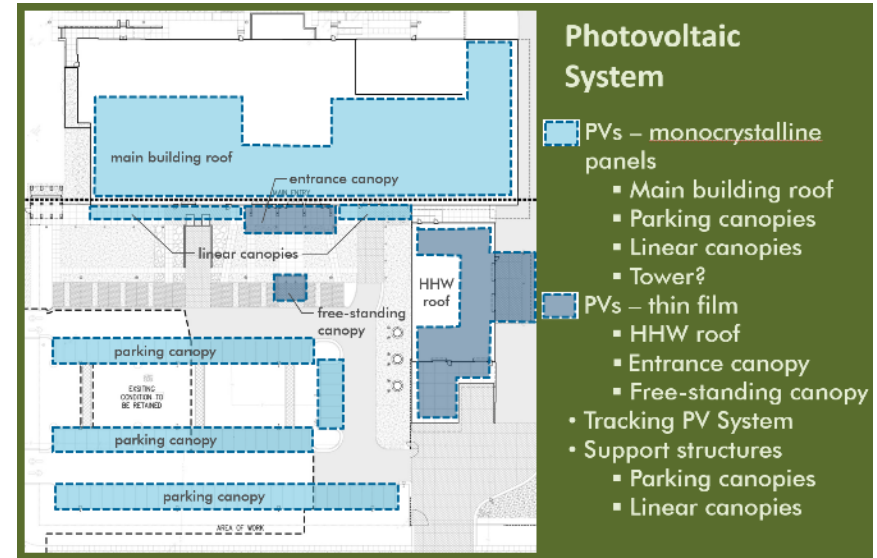 main building roof
entrance canopy
MAIN ENTRY
linear canopies
HHW
roof
free-standing
canopy
parking canopy
EXSITING
CONDITION TO
BE RETAINED
parking canopy
parking canopy
AREA OF WORK
Photovoltaic
System
PVs – monocrystalline
panels
▪ Main building roof
▪ Parking canopies
▪ Linear canopies
▪ Tower?
PVs – thin film
▪ HHW roof
▪ Entrance canopy
▪ Free-standing canopy
• Tracking PV System
• Support structures
▪ Parking canopies
▪ Linear canopies